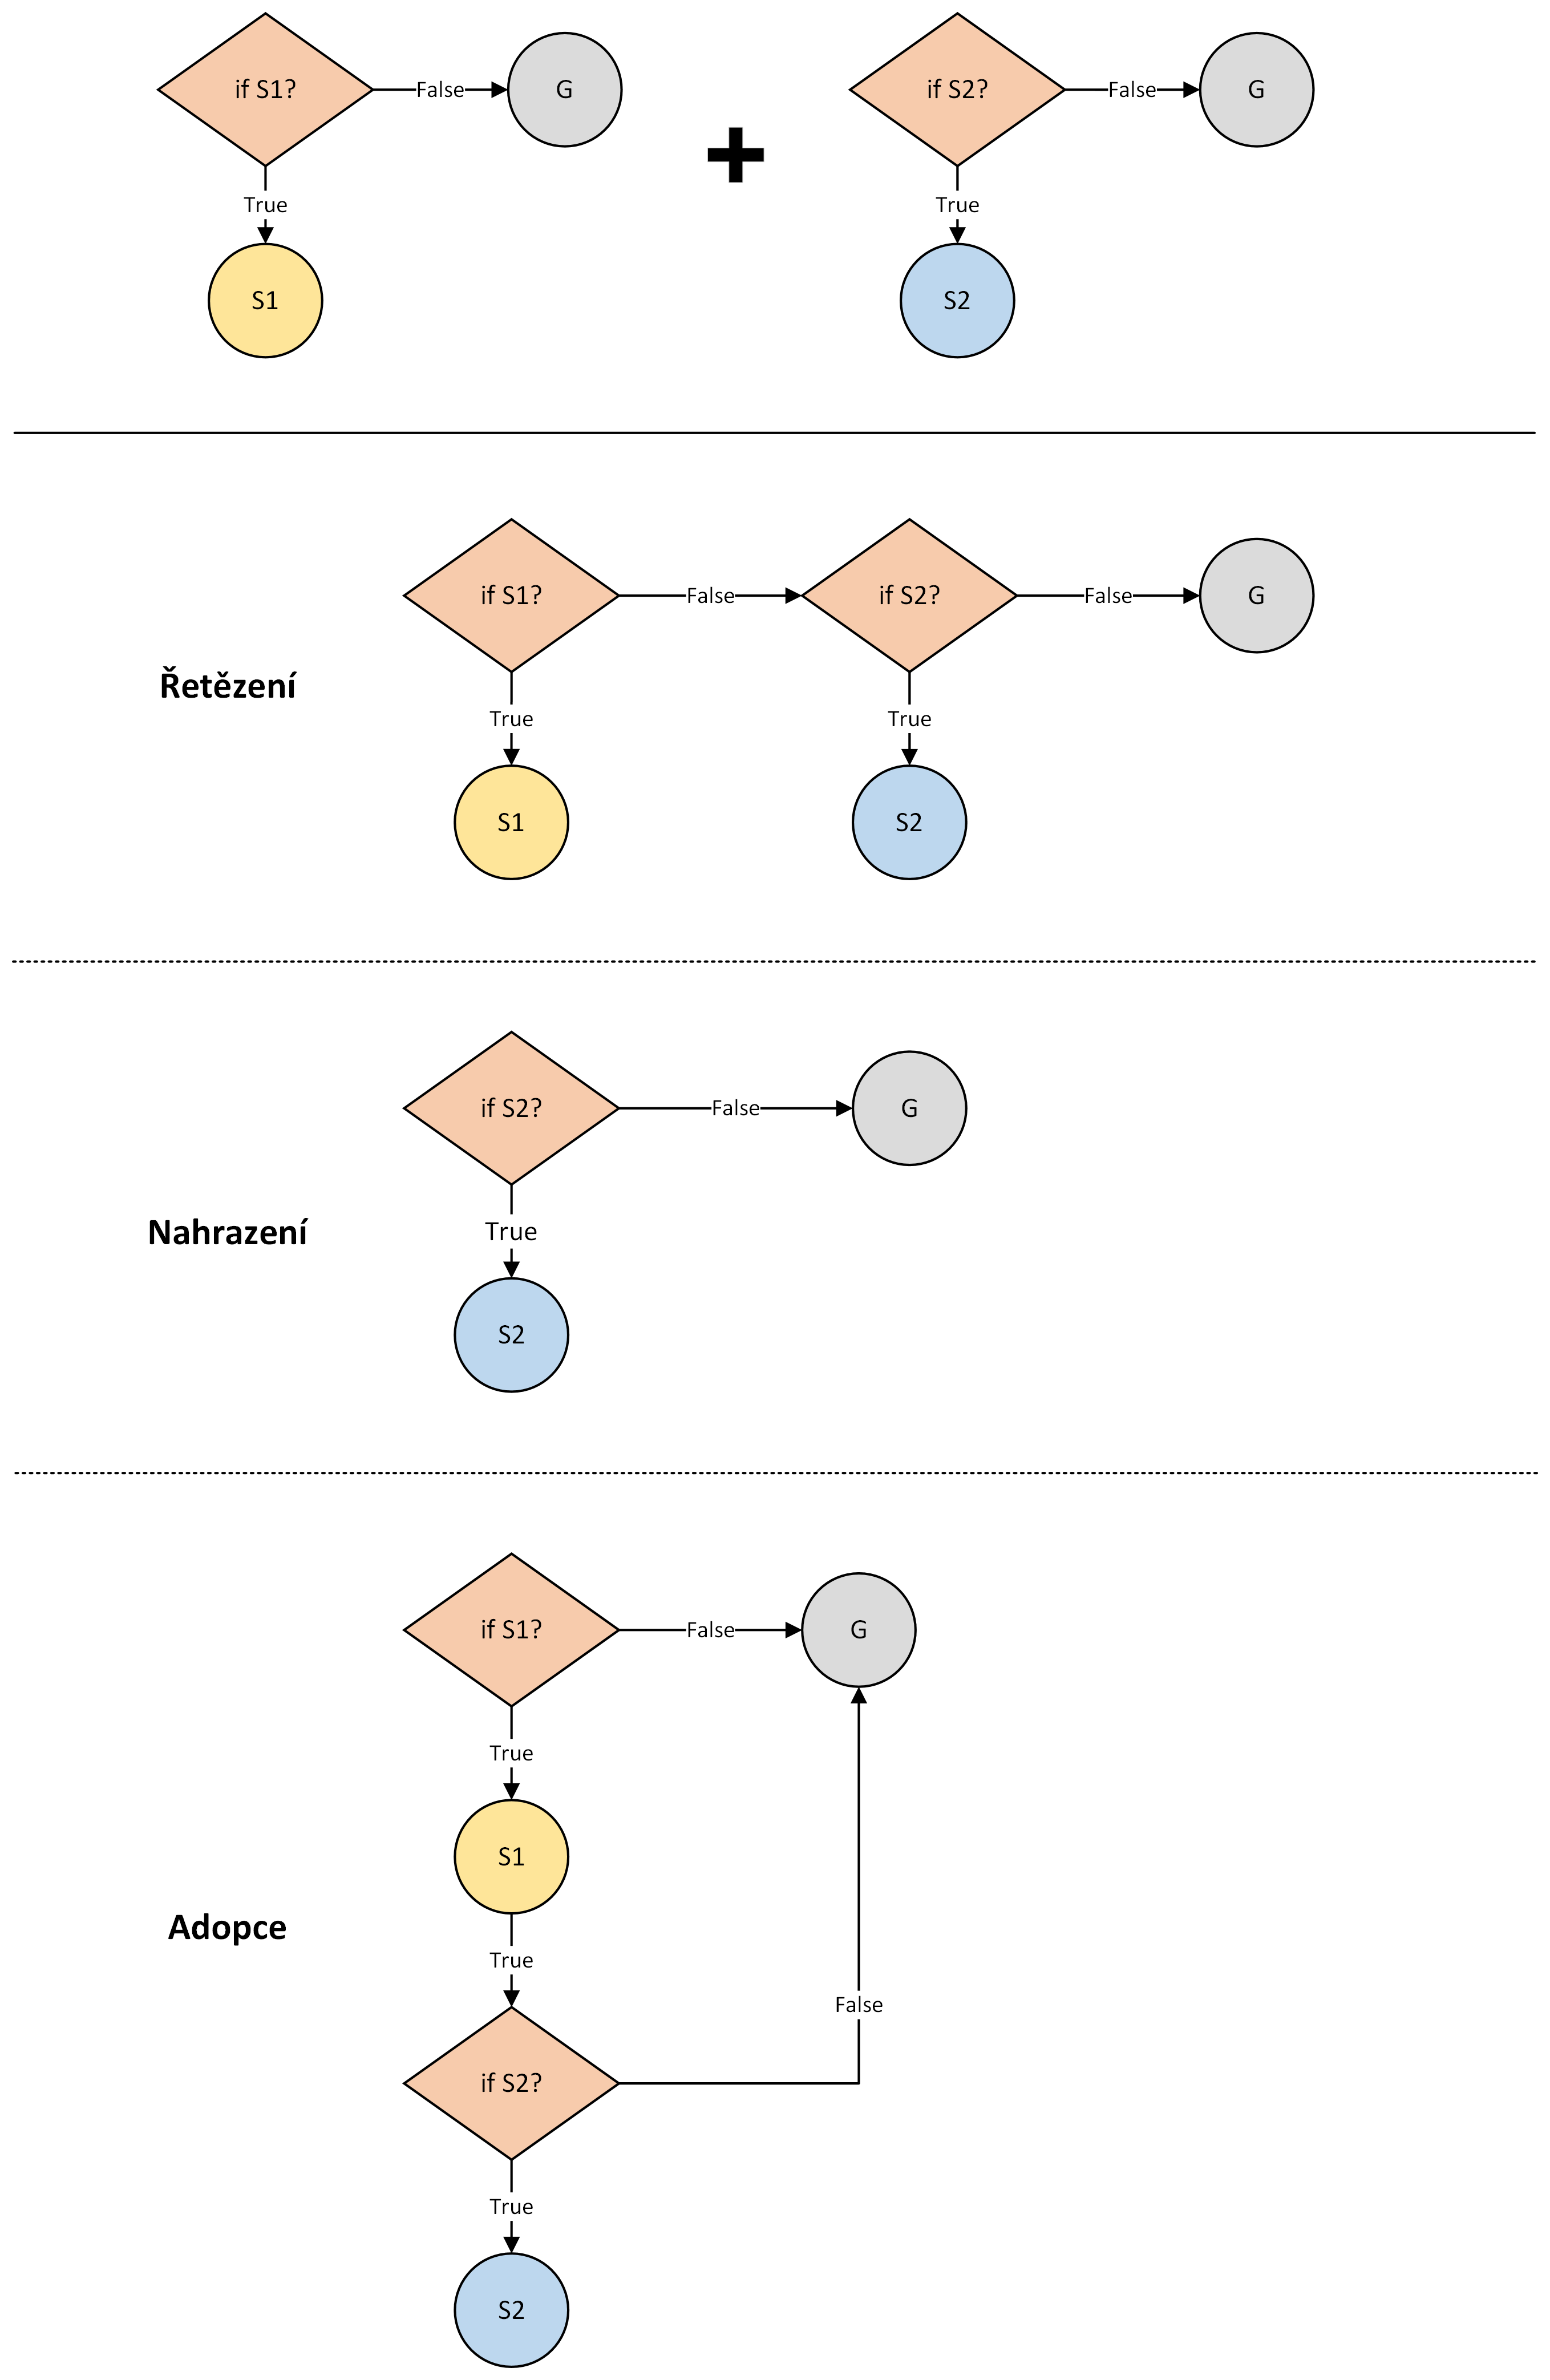 if S1?
False
G
if S2?
False
G
True
True
S1
S2
if S1?
False
if S2?
False
G
Řetězení
True
True
S1
S2
if S2?
False
G
Nahrazení
True
S2
if S1?
False
G
True
S1
Adopce
True
False
if S2?
True
S2